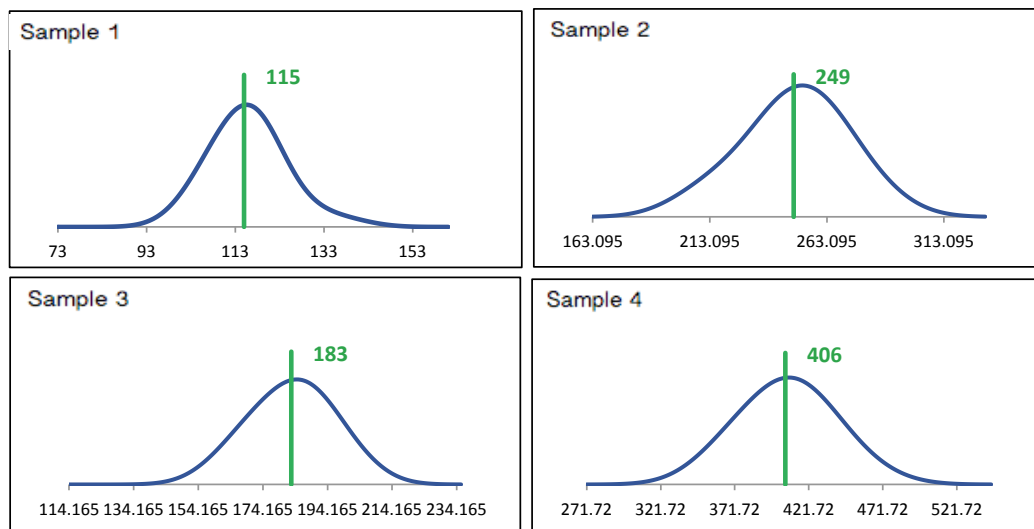 Sample 1
115
73 93 113 133 153
Sample 2
249
163.095 213.095 263.095 313.095
Sample 3
183
114.165 134.165 154.165 174.165 194.165 214.165 234.165
Sample 4
406
271.72 321.72 371.72 421.72 471.72 521.72